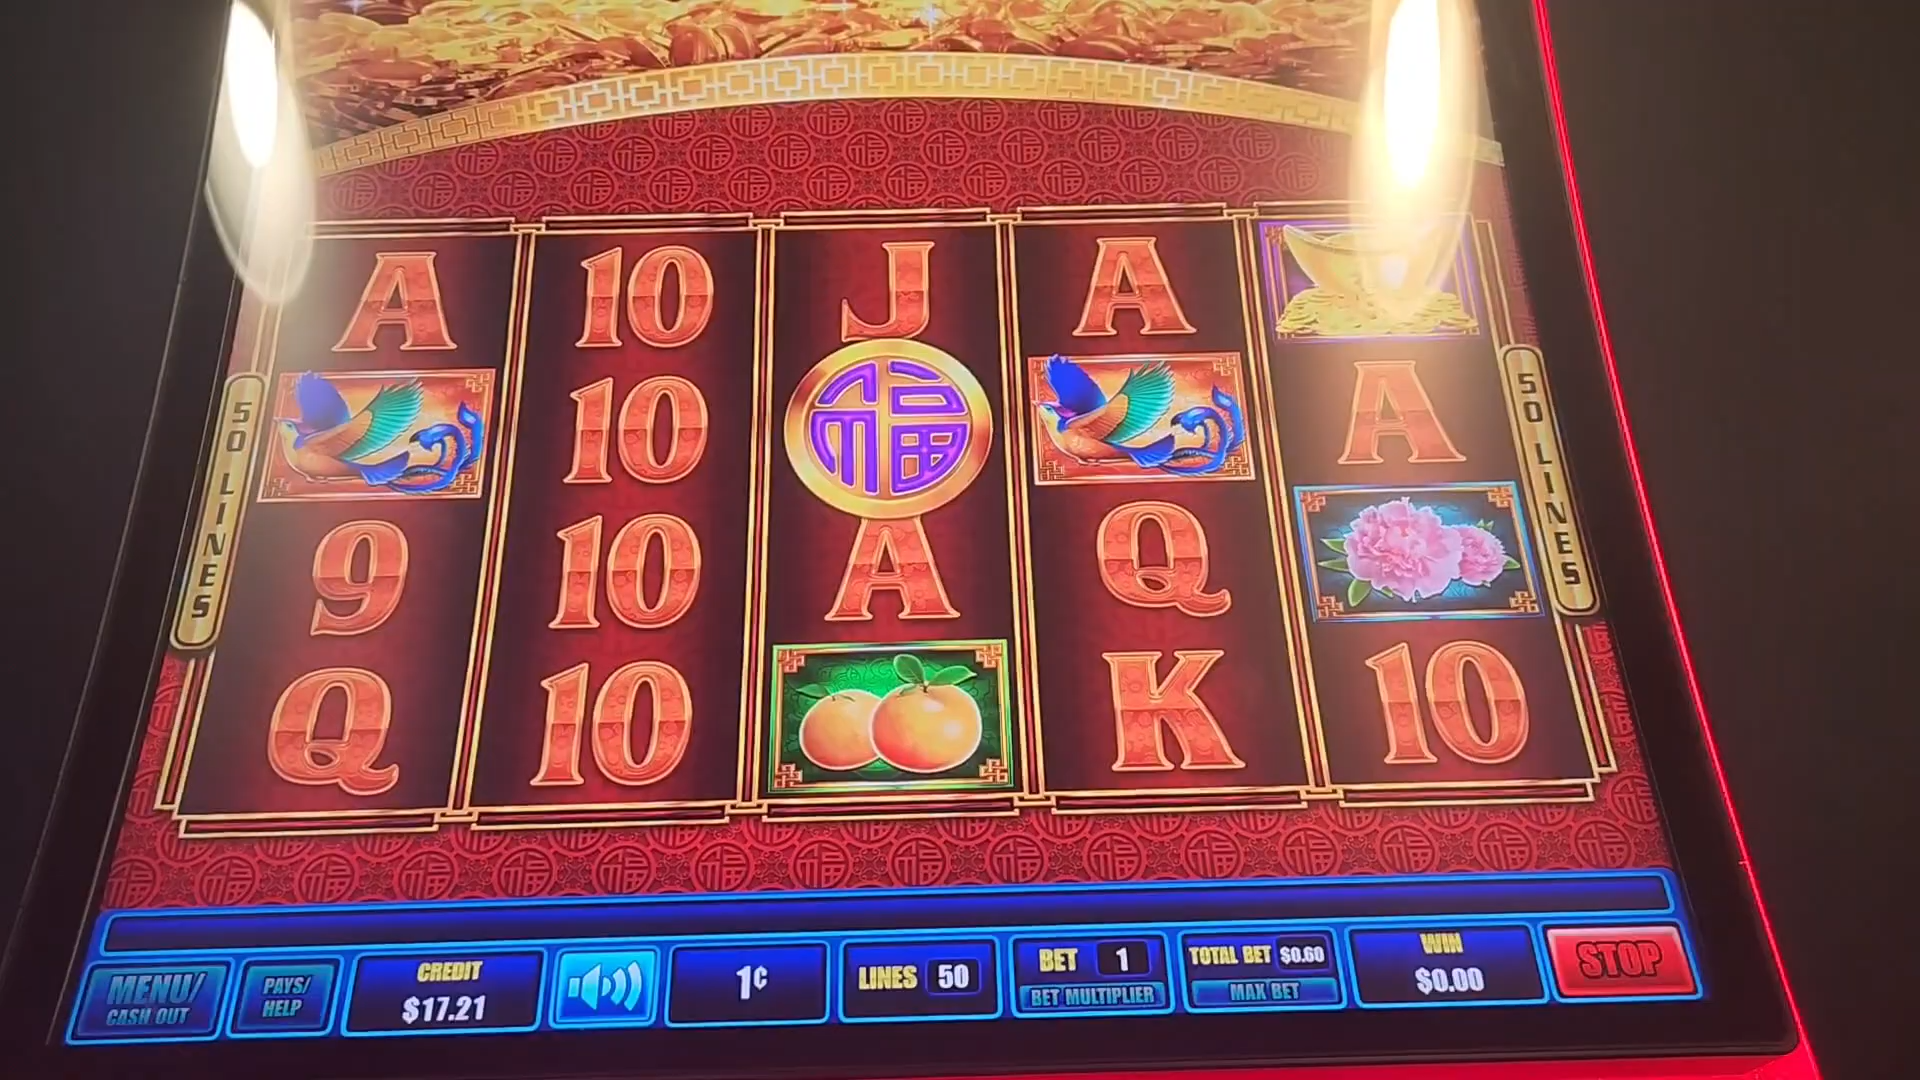 A 10 J A
10 福 A
50 LINES
50 LINES
9 10 A Q
Q 10 K 10
MENU/
CASH OUT
PAYS/
HELP
CREDIT
$17.21
1¢
LINES 50
BET 1
BET MULTIPLIER
TOTAL BET $0.60
MAX BET
WIN
$0.00
STOP